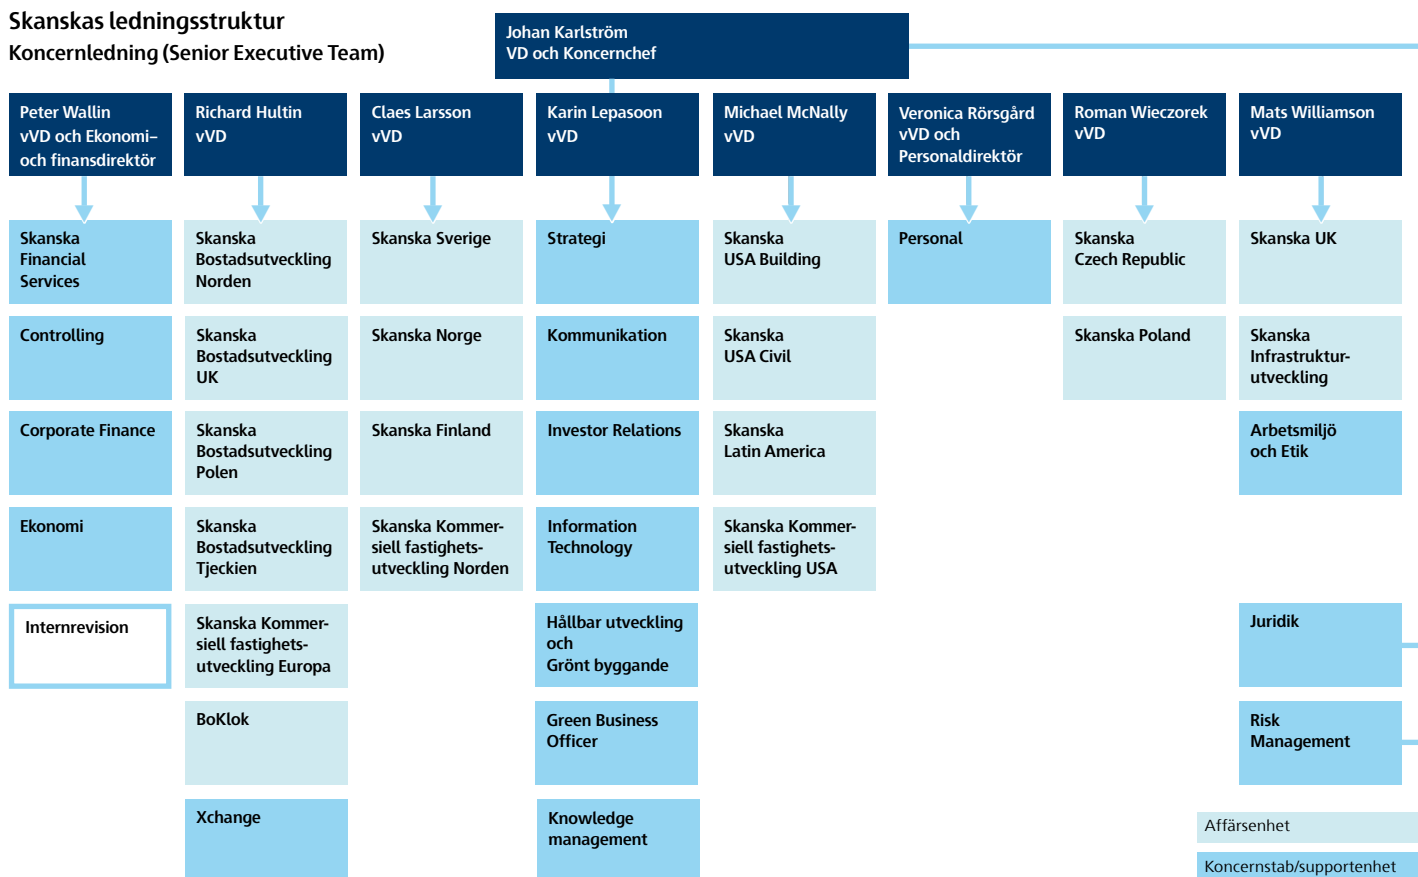 Skanskas ledningsstruktur
Koncernledning (Senior Executive Team)
Johan Karlström
VD och Koncernchef
Peter Wallin
vVD och Ekonomi–
och finansdirektör
Richard Hultin
vVD
Claes Larsson
vVD
Karin Lepasoon
vVD
Michael McNally
vVD
Veronica Rörsgård
vVD och
Personaldirektör
Roman Wieczorek
vVD
Mats Williamson
vVD
Skanska
Financial
Services
Skanska
Bostadsutveckling
Norden
Skanska Sverige
Strategi
Skanska
USA Building
Personal
Skanska
Czech Republic
Skanska UK
Controlling
Skanska
Bostadsutveckling
UK
Skanska Norge
Kommunikation
Skanska
USA Civil
Skanska Poland
Skanska
Infrastruktur-
utveckling
Corporate Finance
Skanska
Bostadsutveckling
Polen
Skanska Finland
Investor Relations
Skanska
Latin America
Arbetsmiljö
och Etik
Ekonomi
Skanska
Bostadsutveckling
Tjeckien
Skanska Kommer-
siell fastighets-
utveckling Norden
Information
Technology
Skanska Kommer-
siell fastighets-
utveckling USA
Internrevision
Skanska Kommer-
siell fastighets-
utveckling Europa
Hållbar utveckling
och
Grönt byggande
Juridik
BoKlok
Green Business
Officer
Risk
Management
Xchange
Knowledge
management
Affärsenhet
Koncernstab/supportenhet